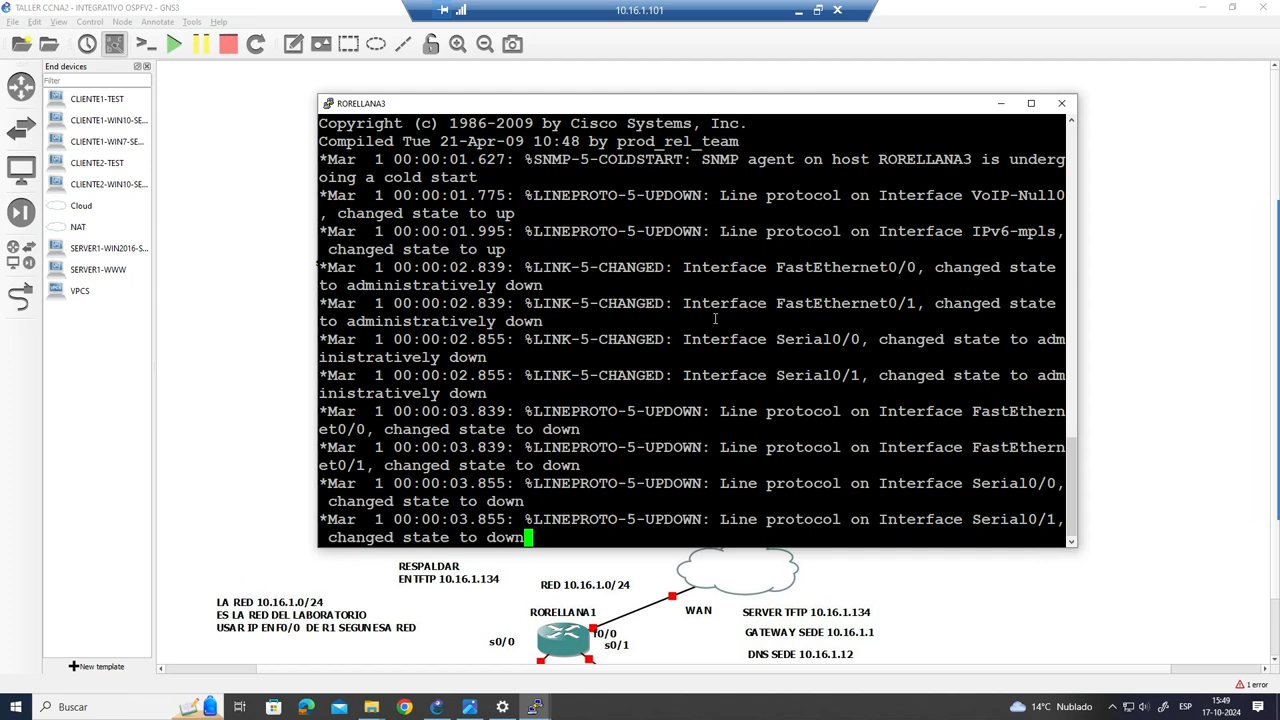 TALLER CCNA2 - INTEGRATIVO OSPFV2 - GNS3
10.16.1.101
File Edit View Control Node Annotate Tools Help
End devices
Filter
CLIENTE1-TEST
CLIENTE1-WIN10-SE...
CLIENTE1-WIN7-SE...
CLIENTE2-TEST
CLIENTE2-WIN10-SE...
Cloud
NAT
SERVER1-WIN2016-S...
SERVER1-WWW
VPCS
New template
RORELLANA3
Copyright (c) 1986-2009 by Cisco Systems, Inc.
Compiled Tue 21-Apr-09 10:48 by prod_rel_team
*Mar  1 00:00:01.627: %SNMP-5-COLDSTART: SNMP agent on host RORELLANA3 is underg
oing a cold start
*Mar  1 00:00:01.775: %LINEPROTO-5-UPDOWN: Line protocol on Interface VoIP-Null0
, changed state to up
*Mar  1 00:00:01.995: %LINEPROTO-5-UPDOWN: Line protocol on Interface IPv6-mpls,
 changed state to up
*Mar  1 00:00:02.839: %LINK-5-CHANGED: Interface FastEthernet0/0, changed state
to administratively down
*Mar  1 00:00:02.839: %LINK-5-CHANGED: Interface FastEthernet0/1, changed state
to administratively down
*Mar  1 00:00:02.855: %LINK-5-CHANGED: Interface Serial0/0, changed state to adm
inistratively down
*Mar  1 00:00:02.855: %LINK-5-CHANGED: Interface Serial0/1, changed state to adm
inistratively down
*Mar  1 00:00:03.839: %LINEPROTO-5-UPDOWN: Line protocol on Interface FastEthern
et0/0, changed state to down
*Mar  1 00:00:03.839: %LINEPROTO-5-UPDOWN: Line protocol on Interface FastEthern
et0/1, changed state to down
*Mar  1 00:00:03.855: %LINEPROTO-5-UPDOWN: Line protocol on Interface Serial0/0,
 changed state to down
*Mar  1 00:00:03.855: %LINEPROTO-5-UPDOWN: Line protocol on Interface Serial0/1,
 changed state to down
RESPALDAR
EN TFTP 10.16.1.134
RED 10.16.1.0/24
LA RED 10.16.1.0/24
ES LA RED DEL LABORATORIO
USAR IP EN F0/0 DE R1 SEGUN ESA RED
RORELLANA1
WAN
SERVER TFTP 10.16.1.134
GATEWAY SEDE 10.16.1.1
DNS SEDE 10.16.1.12
s0/0
f0/0
s0/1
1 error
Buscar
14°C Nublado
ESP
15:49
17-10-2024